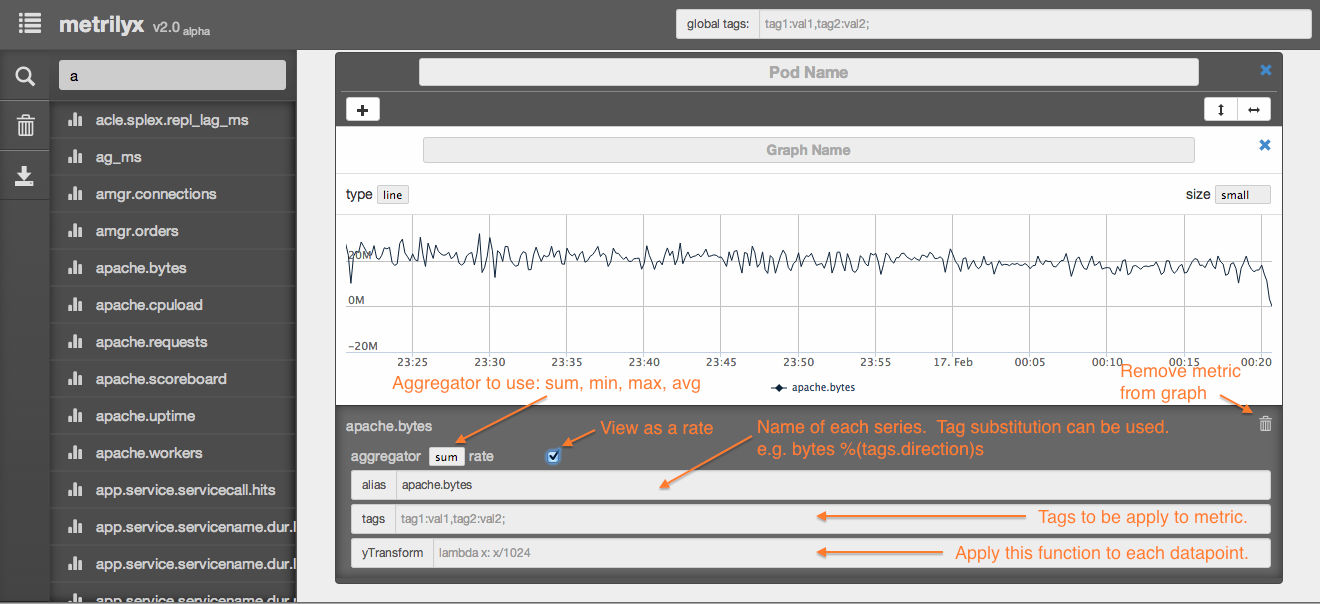 metrilyx v2.0 alpha
global tags: tag1:val1,tag2:val2;
a
acle.splex.repl_lag_ms
ag_ms
amgr.connections
amgr.orders
apache.bytes
apache.cpuload
apache.requests
apache.scoreboard
apache.uptime
apache.workers
app.service.servicecall.hits
app.service.servicename.dur.l
app.service.servicename.dur.l
app.service.servicename.dur.
Pod Name
Graph Name
type line
size small
20M
0M
-20M
23:25 23:30 23:35 23:40 23:45 23:50 23:55 17. Feb 00:05 00:10 00:15 00:20
apache.bytes
Aggregator to use: sum, min, max, avg
Remove metric
from graph
apache.bytes
View as a rate
Name of each series. Tag substitution can be used.
e.g. bytes %(tags.direction)s
aggregator sum rate
alias apache.bytes
tags tag1:val1,tag2:val2;
Tags to be apply to metric.
yTransform lambda x: x/1024
Apply this function to each datapoint.